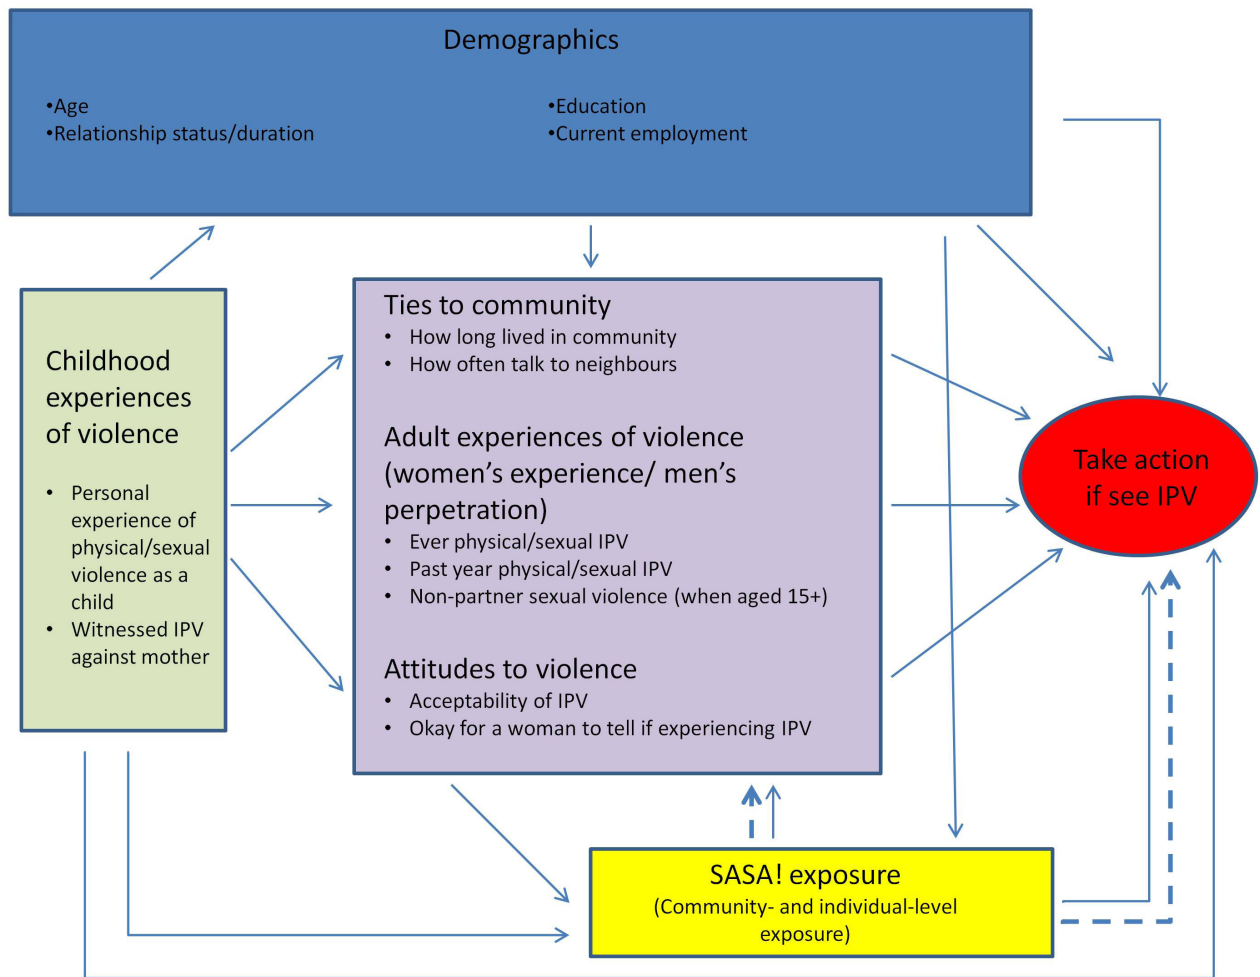 Demographics
•Age
•Relationship status/duration
•Education
•Current employment
Childhood
experiences
of violence
• Personal
experience of
physical/sexual
violence as a
child
• Witnessed IPV
against mother
Ties to community
• How long lived in community
• How often talk to neighbours
Adult experiences of violence
(women’s experience/ men’s
perpetration)
• Ever physical/sexual IPV
• Past year physical/sexual IPV
• Non-partner sexual violence (when aged 15+)
Attitudes to violence
• Acceptability of IPV
• Okay for a woman to tell if experiencing IPV
Take action
if see IPV
SASA! exposure
(Community- and individual-level
exposure)